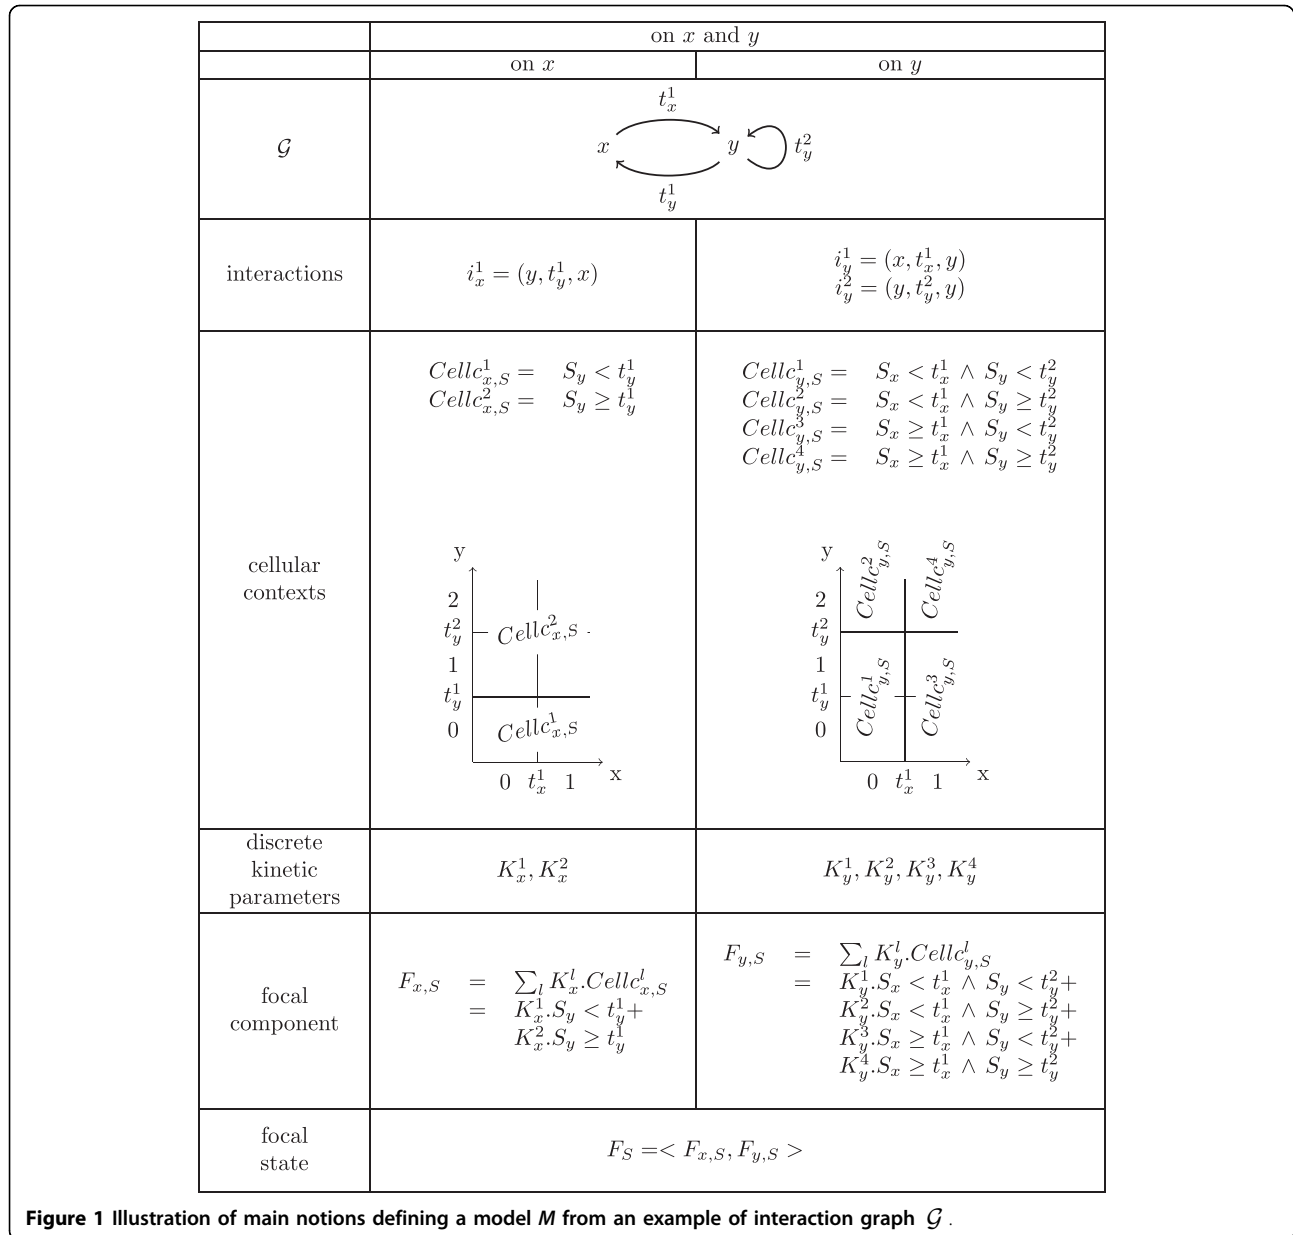 on x and y
on x
on y
𝒢
t_x^1
x
y
t_y^2
t_y^1
interactions
i_x^1 = (y, t_y^1, x)
i_y^1 = (x, t_x^1, y)
i_y^2 = (y, t_y^2, y)
cellular
contexts
Cellc_{x,S}^1 = S_y < t_y^1
Cellc_{x,S}^2 = S_y ≥ t_y^1
y
2
t_y^2
1
t_y^1
0
Cellc_{x,S}^2
Cellc_{x,S}^1
0 t_x^1 1
x
Cellc_{y,S}^1 = S_x < t_x^1 ∧ S_y < t_y^2
Cellc_{y,S}^2 = S_x < t_x^1 ∧ S_y ≥ t_y^2
Cellc_{y,S}^3 = S_x ≥ t_x^1 ∧ S_y < t_y^2
Cellc_{y,S}^4 = S_x ≥ t_x^1 ∧ S_y ≥ t_y^2
y
2
t_y^2
1
t_y^1
0
Cellc_{y,S}^2
Cellc_{y,S}^4
Cellc_{y,S}^1
Cellc_{y,S}^3
0 t_x^1 1
x
discrete
kinetic
parameters
K_x^1, K_x^2
K_y^1, K_y^2, K_y^3, K_y^4
focal
component
F_{x,S} = ∑_l K_x^l.Cellc_{x,S}^l
= K_x^1.S_y < t_y^1+
K_x^2.S_y ≥ t_y^1
F_{y,S} = ∑_l K_y^l.Cellc_{y,S}^l
= K_y^1.S_x < t_x^1 ∧ S_y < t_y^2+
K_y^2.S_x < t_x^1 ∧ S_y ≥ t_y^2+
K_y^3.S_x ≥ t_x^1 ∧ S_y < t_y^2+
K_y^4.S_x ≥ t_x^1 ∧ S_y ≥ t_y^2
focal
state
F_S =< F_{x,S}, F_{y,S} >
Figure 1 Illustration of main notions defining a model M from an example of interaction graph 𝒢 .